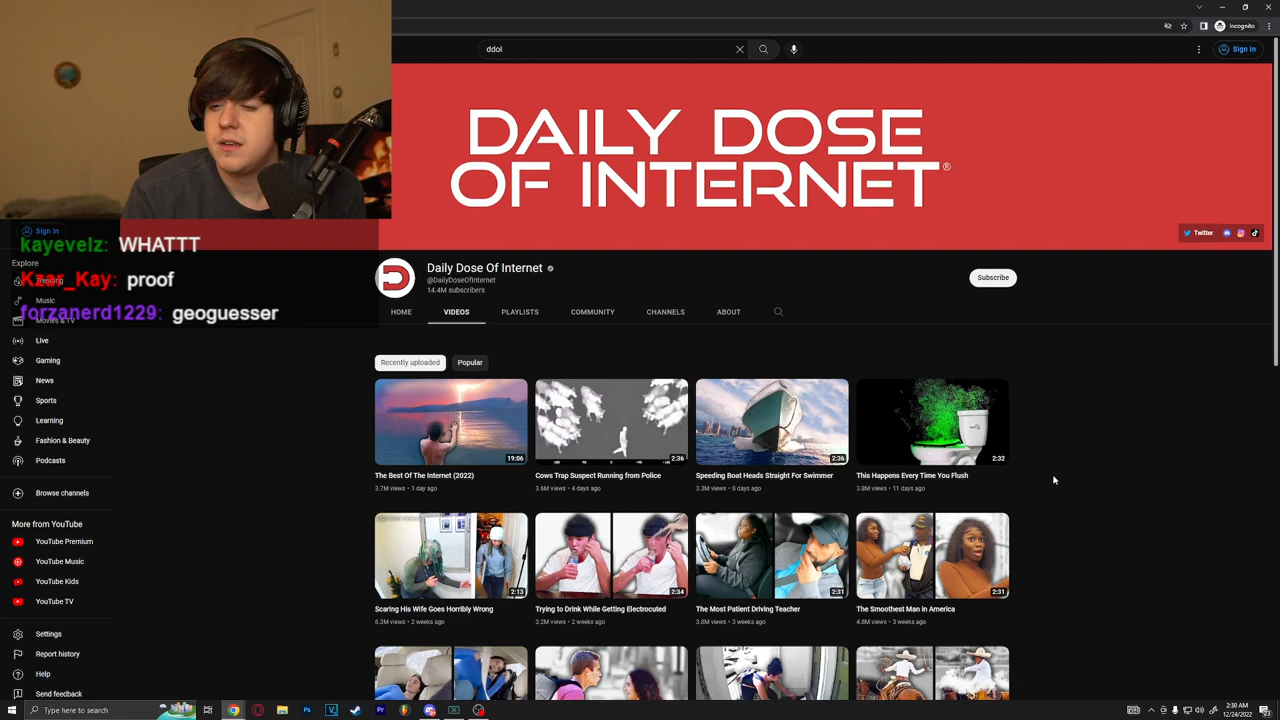 Incognito
ddoi
Sign in
DAILY DOSE
OF INTERNET®
Twitter
Sign in
kayevelz: WHATTT
Explore
Kzar_Kay: proof
Trending
Music
forzanerd1229: geoguesser
Movies & TV
Live
Gaming
News
Sports
Learning
Fashion & Beauty
Podcasts
Browse channels
More from YouTube
YouTube Premium
YouTube Music
YouTube Kids
YouTube TV
Settings
Report history
Help
Send feedback
Daily Dose Of Internet
@DailyDoseOfInternet
14.4M subscribers
Subscribe
HOME VIDEOS PLAYLISTS COMMUNITY CHANNELS ABOUT
Recently uploaded Popular
19:06 2:36 2:36 2:32
The Best Of The Internet (2022) Cows Trap Suspect Running from Police Speeding Boat Heads Straight For Swimmer This Happens Every Time You Flush
3.7M views • 1 day ago 3.6M views • 4 days ago 3.3M views • 8 days ago 3.8M views • 11 days ago
2:13 2:34 2:31 2:31
Scaring His Wife Goes Horribly Wrong Trying to Drink While Getting Electrocuted The Most Patient Driving Teacher The Smoothest Man in America
6.3M views • 2 weeks ago 3.2M views • 2 weeks ago 3.8M views • 3 weeks ago 4.8M views • 3 weeks ago
Type here to search
2:30 AM
12/24/2022